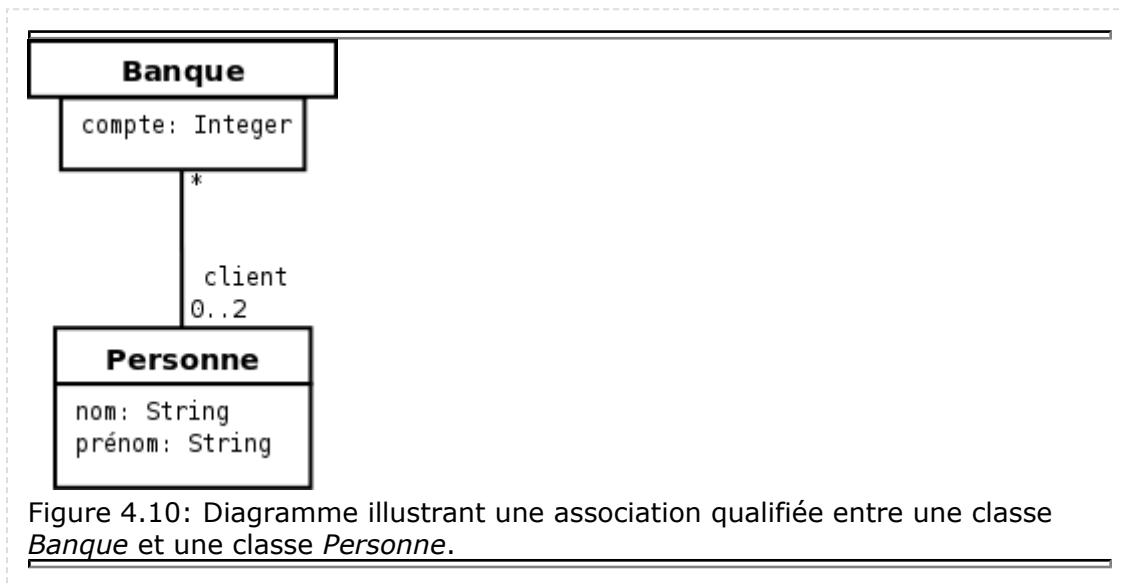 Banque
compte: Integer
*
client
0..2
Personne
nom: String
prénom: String
Figure 4.10: Diagramme illustrant une association qualifiée entre une classe
Banque et une classe Personne.